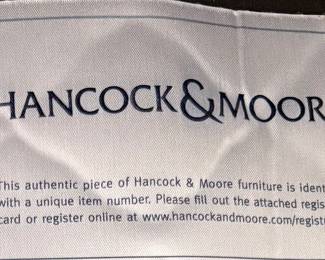 HANCOCK & MOOR
This authentic piece of Hancock & Moore furniture is ident
with a unique item number. Please fill out the attached regis
card or register online at www.hancockandmoore.com/regist